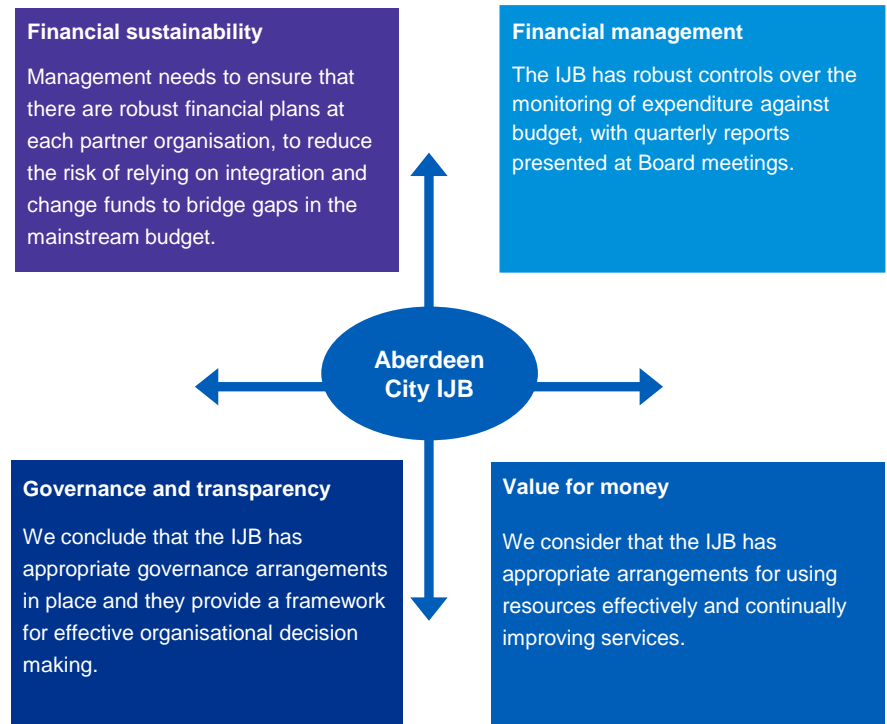 Financial sustainability
Management needs to ensure that
there are robust financial plans at
each partner organisation, to reduce
the risk of relying on integration and
change funds to bridge gaps in the
mainstream budget.
Financial management
The IJB has robust controls over the
monitoring of expenditure against
budget, with quarterly reports
presented at Board meetings.
Aberdeen
City IJB
Governance and transparency
We conclude that the IJB has
appropriate governance arrangements
in place and they provide a framework
for effective organisational decision
making.
Value for money
We consider that the IJB has
appropriate arrangements for using
resources effectively and continually
improving services.